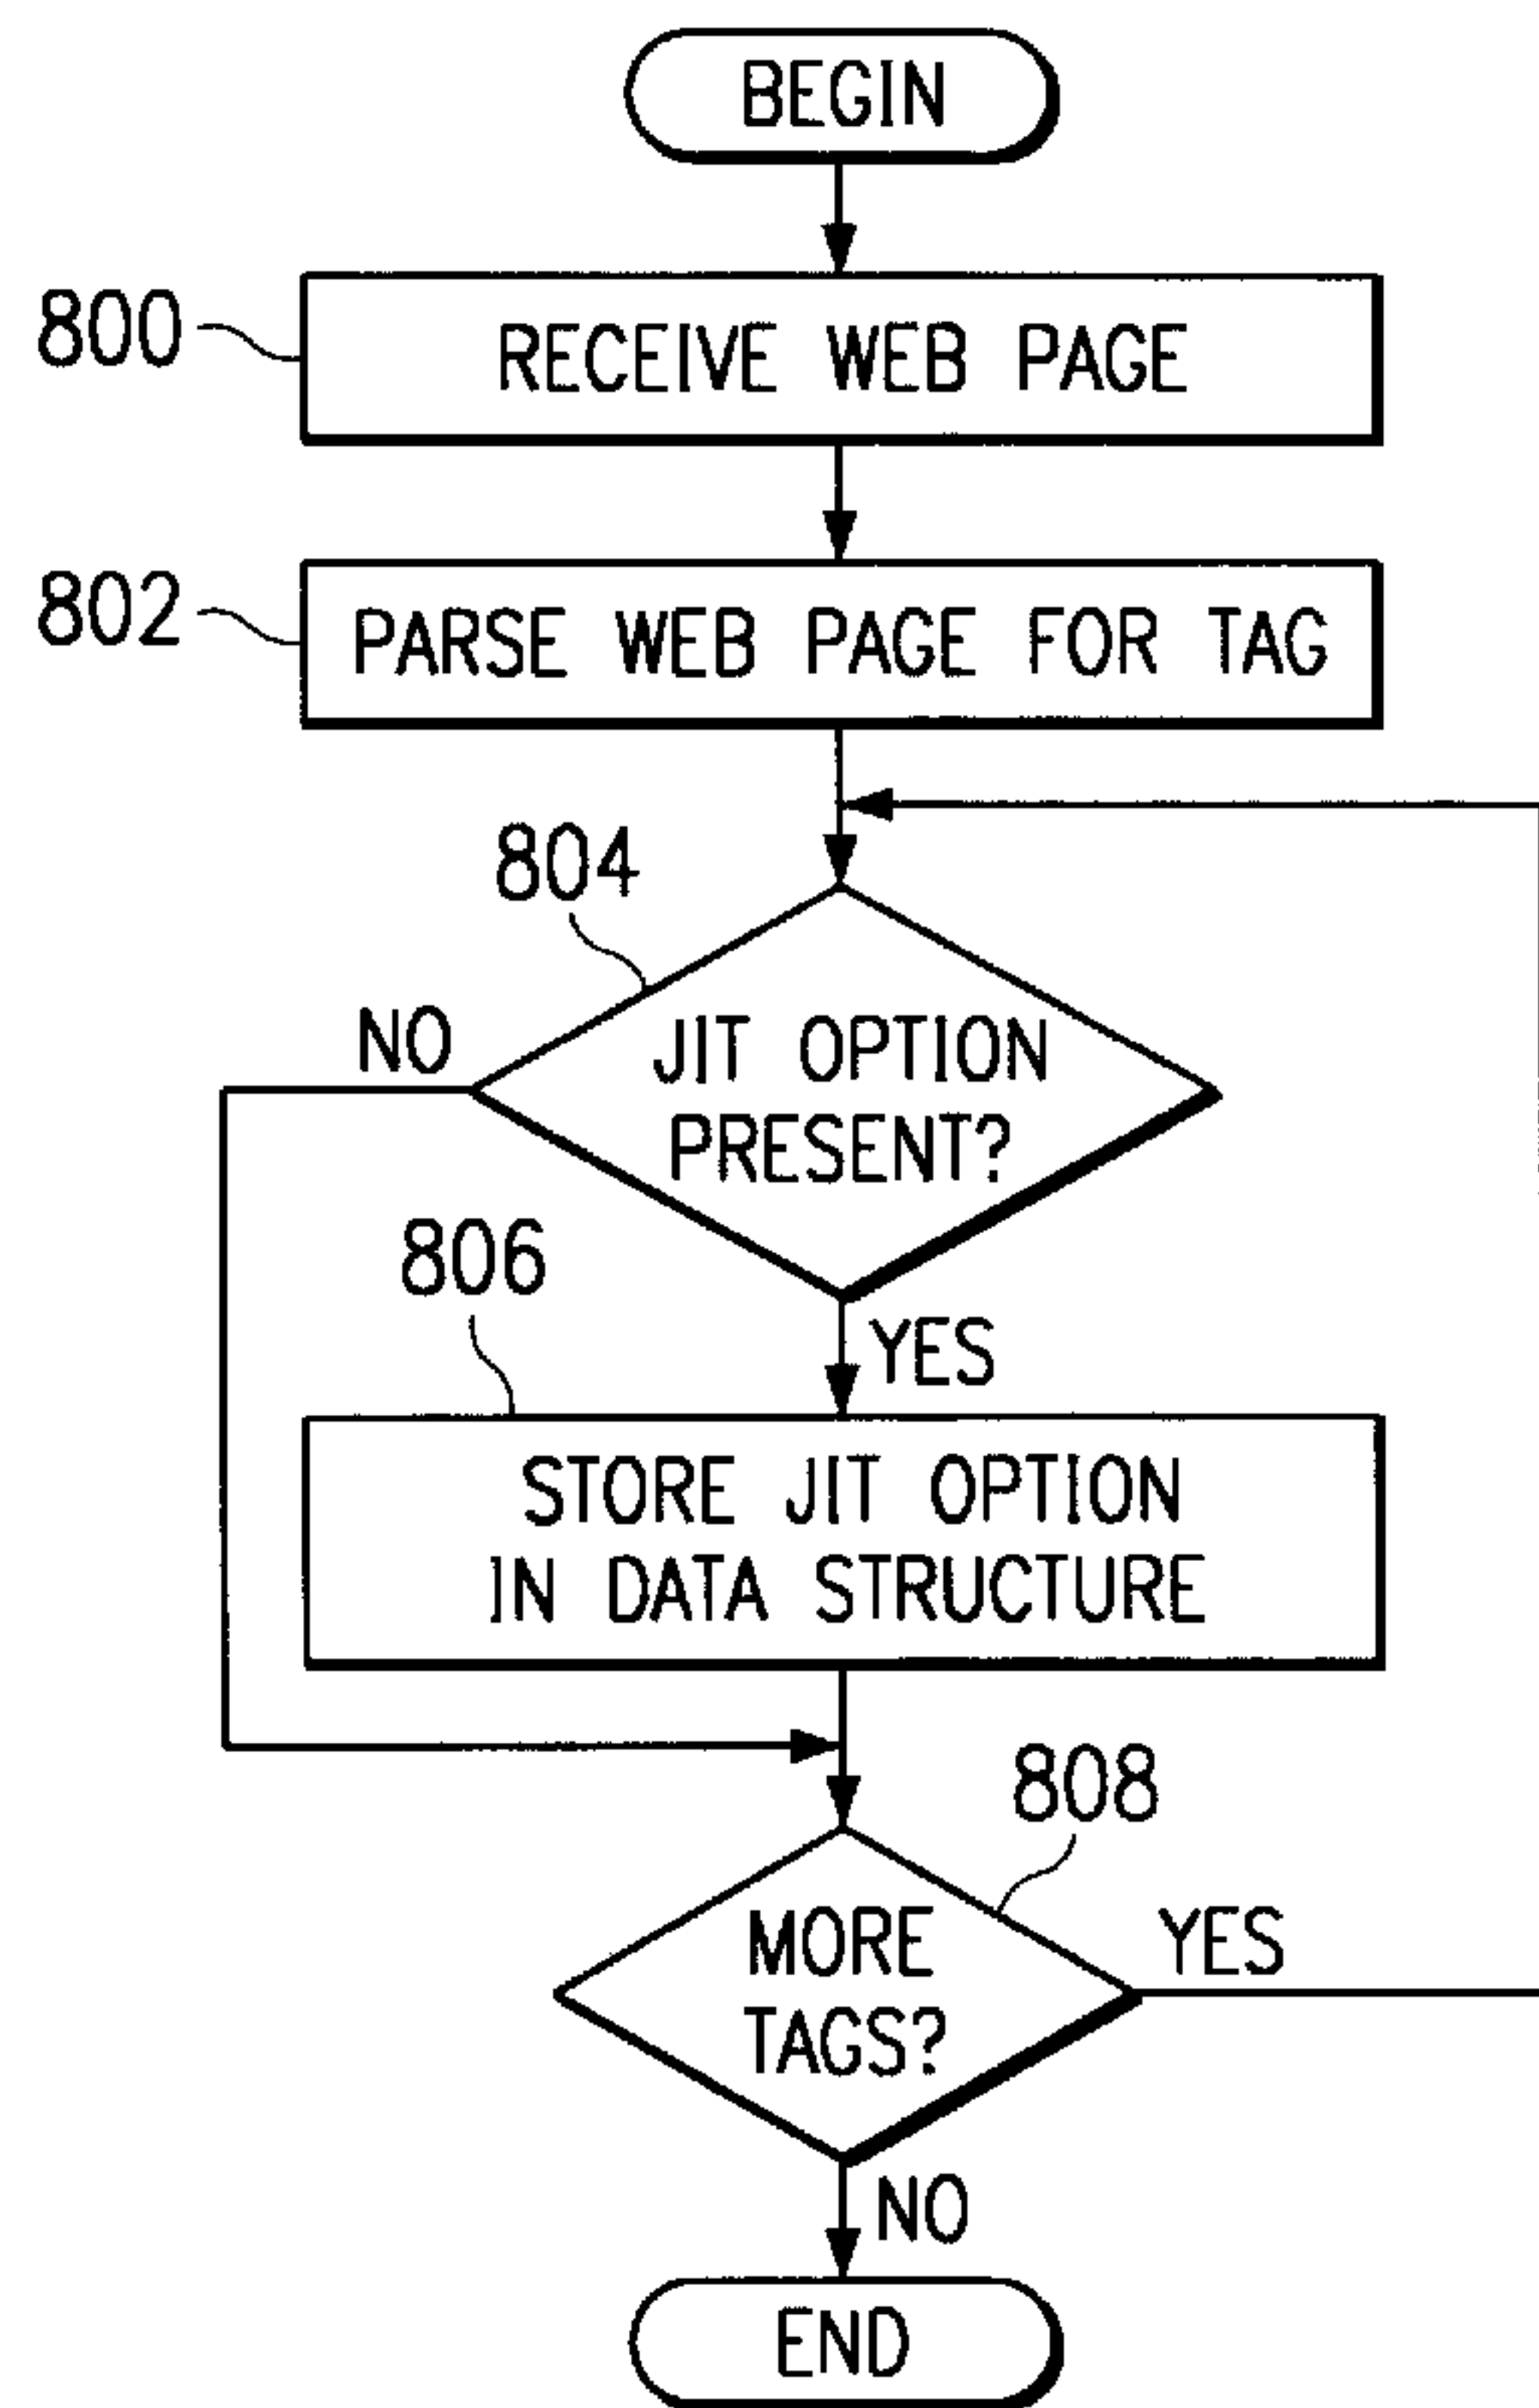 BEGIN
800
RECEIVE WEB PAGE
802
PARSE WEB PAGE FOR TAG
804
NO
JIT OPTION
PRESENT?
806
YES
STORE JIT OPTION
IN DATA STRUCTURE
808
MORE
TAGS?
YES
NO
END